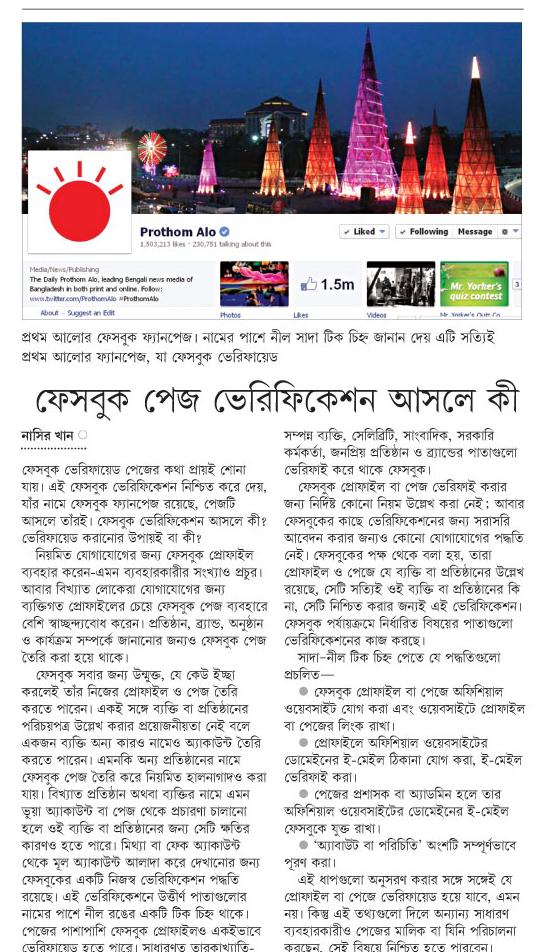 Prothom Alo
1,503,213 likes · 230,751 talking about this
Liked
Following
Message
Media/News/Publishing
The Daily Prothom Alo, leading Bengali news media of
Bangladesh in both print and online. Follow:
www.twitter.com/ProthomAlo #ProthomAlo
About – Suggest an Edit
Photos
1.5m
Likes
Videos
Mr. Yorker's
quiz contest
Mr. Yorker's Quiz Co...
3
প্রথম আলোর ফেসবুক ফ্যানপেজ। নামের পাশে নীল সাদা টিক চিহ্ন জানান দেয় এটি সত্যিই
প্রথম আলোর ফ্যানপেজ, যা ফেসবুক ভেরিফায়েড
ফেসবুক পেজ ভেরিফিকেশন আসলে কী
নাসির খান
ফেসবুক ভেরিফায়েড পেজের কথা প্রায়ই শোনা
যায়। এই ফেসবুক ভেরিফিকেশন নিশ্চিত করে দেয়,
যাঁর নামে ফেসবুক ফ্যানপেজ রয়েছে, পেজটি
আসলে তাঁরই। ফেসবুক ভেরিফিকেশন আসলে কী?
ভেরিফায়েড করানোর উপায়ই বা কী?
নিয়মিত যোগাযোগের জন্য ফেসবুক প্রোফাইল
ব্যবহার করেন-এমন ব্যবহারকারীর সংখ্যাও প্রচুর।
আবার বিখ্যাত লোকেরা যোগাযোগের জন্য
ব্যক্তিগত প্রোফাইলের চেয়ে ফেসবুক পেজ ব্যবহারে
বেশি স্বাচ্ছন্দ্যবোধ করেন। প্রতিষ্ঠান, ব্র্যান্ড, অনুষ্ঠান
ও কার্যক্রম সম্পর্কে জানানোর জন্যও ফেসবুক পেজ
তৈরি করা হয়ে থাকে।
ফেসবুক সবার জন্য উন্মুক্ত, যে কেউ ইচ্ছা
করলেই তাঁর নিজের প্রোফাইল ও পেজ তৈরি
করতে পারেন। একই সঙ্গে ব্যক্তি বা প্রতিষ্ঠানের
পরিচয়পত্র উল্লেখ করার প্রয়োজনীয়তা নেই বলে
একজন ব্যক্তি অন্য কারও নামেও অ্যাকাউন্ট তৈরি
করতে পারেন। এমনকি অন্য প্রতিষ্ঠানের নামে
ফেসবুক পেজ তৈরি করে নিয়মিত হালনাগাদও করা
যায়। বিখ্যাত প্রতিষ্ঠান অথবা ব্যক্তির নামে এমন
ভুয়া অ্যাকাউন্ট বা পেজ থেকে প্রচারণা চালানো
হলে ওই ব্যক্তি বা প্রতিষ্ঠানের জন্য সেটি ক্ষতির
কারণও হতে পারে। মিথ্যা বা ফেক অ্যাকাউন্ট
থেকে মূল অ্যাকাউন্ট আলাদা করে দেখানোর জন্য
ফেসবুকের একটি নিজস্ব ভেরিফিকেশন পদ্ধতি
রয়েছে। এই ভেরিফিকেশনে উত্তীর্ণ পাতাগুলোর
নামের পাশে নীল রঙের একটি টিক চিহ্ন থাকে।
পেজের পাশাপাশি ফেসবুক প্রোফাইলও একইভাবে
ভেরিফায়েড হতে পারে। সাধারণত তারকাখ্যাতি-
সম্পন্ন ব্যক্তি, সেলিব্রিটি, সাংবাদিক, সরকারি
কর্মকর্তা, জনপ্রিয় প্রতিষ্ঠান ও ব্র্যান্ডের পাতাগুলো
ভেরিফাই করে থাকে ফেসবুক।
ফেসবুক প্রোফাইল বা পেজ ভেরিফাই করার
জন্য নির্দিষ্ট কোনো নিয়ম উল্লেখ করা নেই; আবার
ফেসবুকের কাছে ভেরিফিকেশনের জন্য সরাসরি
আবেদন করার জন্যও কোনো যোগাযোগের পদ্ধতি
নেই। ফেসবুকের পক্ষ থেকে বলা হয়, তারা
প্রোফাইল ও পেজে যে ব্যক্তি বা প্রতিষ্ঠানের উল্লেখ
রয়েছে, সেটি সত্যিই ওই ব্যক্তি বা প্রতিষ্ঠানের কি
না, সেটি নিশ্চিত করার জন্যই এই ভেরিফিকেশন।
ফেসবুক পর্যায়ক্রমে নির্ধারিত বিষয়ের পাতাগুলো
ভেরিফিকেশনের কাজ করছে।
সাদা-নীল টিক চিহ্ন পেতে যে পদ্ধতিগুলো
প্রচলিত—
● ফেসবুক প্রোফাইল বা পেজে অফিশিয়াল
ওয়েবসাইট যোগ করা এবং ওয়েবসাইটে প্রোফাইল
বা পেজের লিংক রাখা।
● প্রোফাইলে অফিশিয়াল ওয়েবসাইটের
ডোমেইনের ই-মেইল ঠিকানা যোগ করা, ই-মেইল
ভেরিফাই করা।
● পেজের প্রশাসক বা অ্যাডমিন হলে তার
অফিশিয়াল ওয়েবসাইটের ডোমেইনের ই-মেইল
ফেসবুকে যুক্ত রাখা।
● ‘অ্যাবাউট বা পরিচিতি’ অংশটি সম্পূর্ণভাবে
পূরণ করা।
এই ধাপগুলো অনুসরণ করার সঙ্গে সঙ্গেই যে
প্রোফাইল বা পেজে ভেরিফায়েড হয়ে যাবে, এমন
নয়। কিন্তু এই তথ্যগুলো দিলে অন্যান্য সাধারণ
ব্যবহারকারীও পেজের মালিক বা যিনি পরিচালনা
করছেন, সেই বিষয়ে নিশ্চিত হতে পারবেন।